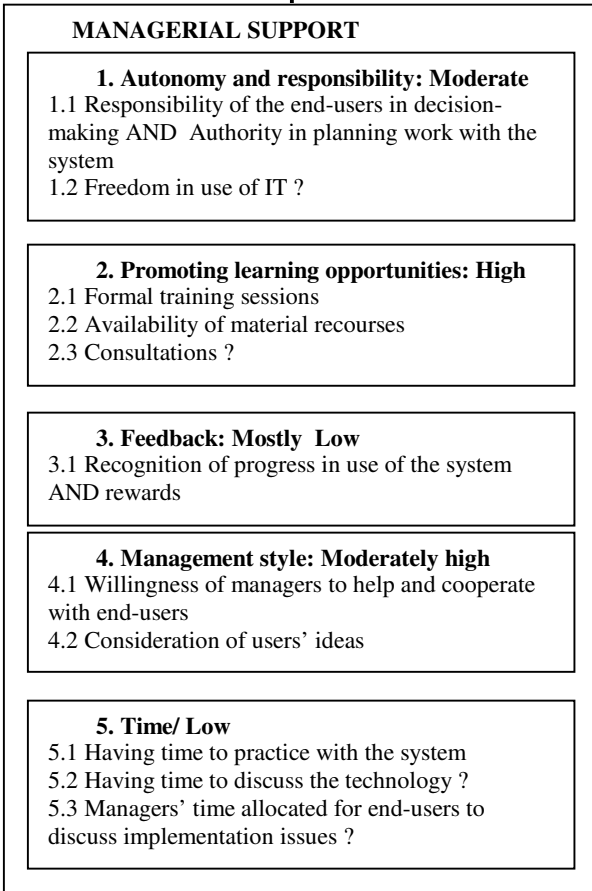 MANAGERIAL SUPPORT
1. Autonomy and responsibility: Moderate
1.1 Responsibility of the end-users in decision-
making AND Authority in planning work with the
system
1.2 Freedom in use of IT ?
2. Promoting learning opportunities: High
2.1 Formal training sessions
2.2 Availability of material recourses
2.3 Consultations ?
3. Feedback: Mostly Low
3.1 Recognition of progress in use of the system
AND rewards
4. Management style: Moderately high
4.1 Willingness of managers to help and cooperate
with end-users
4.2 Consideration of users’ ideas
5. Time/ Low
5.1 Having time to practice with the system
5.2 Having time to discuss the technology ?
5.3 Managers’ time allocated for end-users to
discuss implementation issues ?